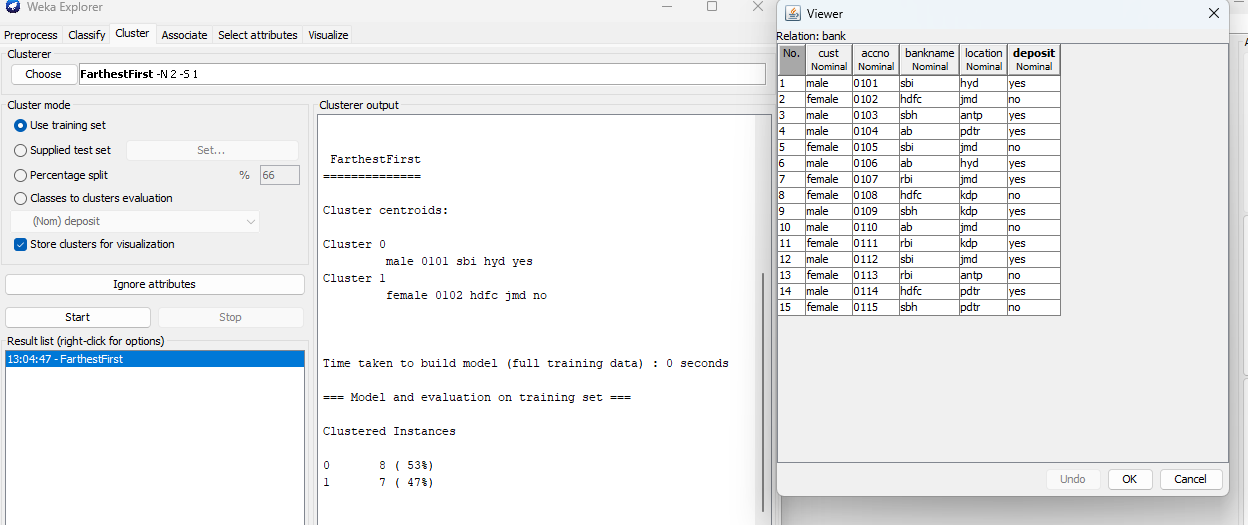 Weka Explorer
Preprocess Classify Cluster Associate Select attributes Visualize
Clusterer
Choose FarthestFirst -N 2 -S 1
Cluster mode
Use training set
Supplied test set Set...
Percentage split % 66
Classes to clusters evaluation
(Nom) deposit
Store clusters for visualization
Ignore attributes
Start Stop
Result list (right-click for options)
13:04:47 - FarthestFirst
Clusterer output
FarthestFirst
==============
Cluster centroids:
Cluster 0
male 0101 sbi hyd yes
Cluster 1
female 0102 hdfc jmd no
Time taken to build model (full training data) : 0 seconds
=== Model and evaluation on training set ===
Clustered Instances
0 8 ( 53%)
1 7 ( 47%)
Viewer
Relation: bank
No. cust accno bankname location deposit
Nominal Nominal Nominal Nominal Nominal
1 male 0101 sbi hyd yes
2 female 0102 hdfc jmd no
3 male 0103 sbh antp yes
4 male 0104 ab pdtr yes
5 female 0105 sbi jmd no
6 male 0106 ab hyd yes
7 female 0107 rbi jmd yes
8 female 0108 hdfc kdp no
9 male 0109 sbh kdp yes
10 male 0110 ab jmd no
11 female 0111 rbi kdp yes
12 male 0112 sbi jmd yes
13 female 0113 rbi antp no
14 male 0114 hdfc pdtr yes
15 female 0115 sbh pdtr no
Undo OK Cancel